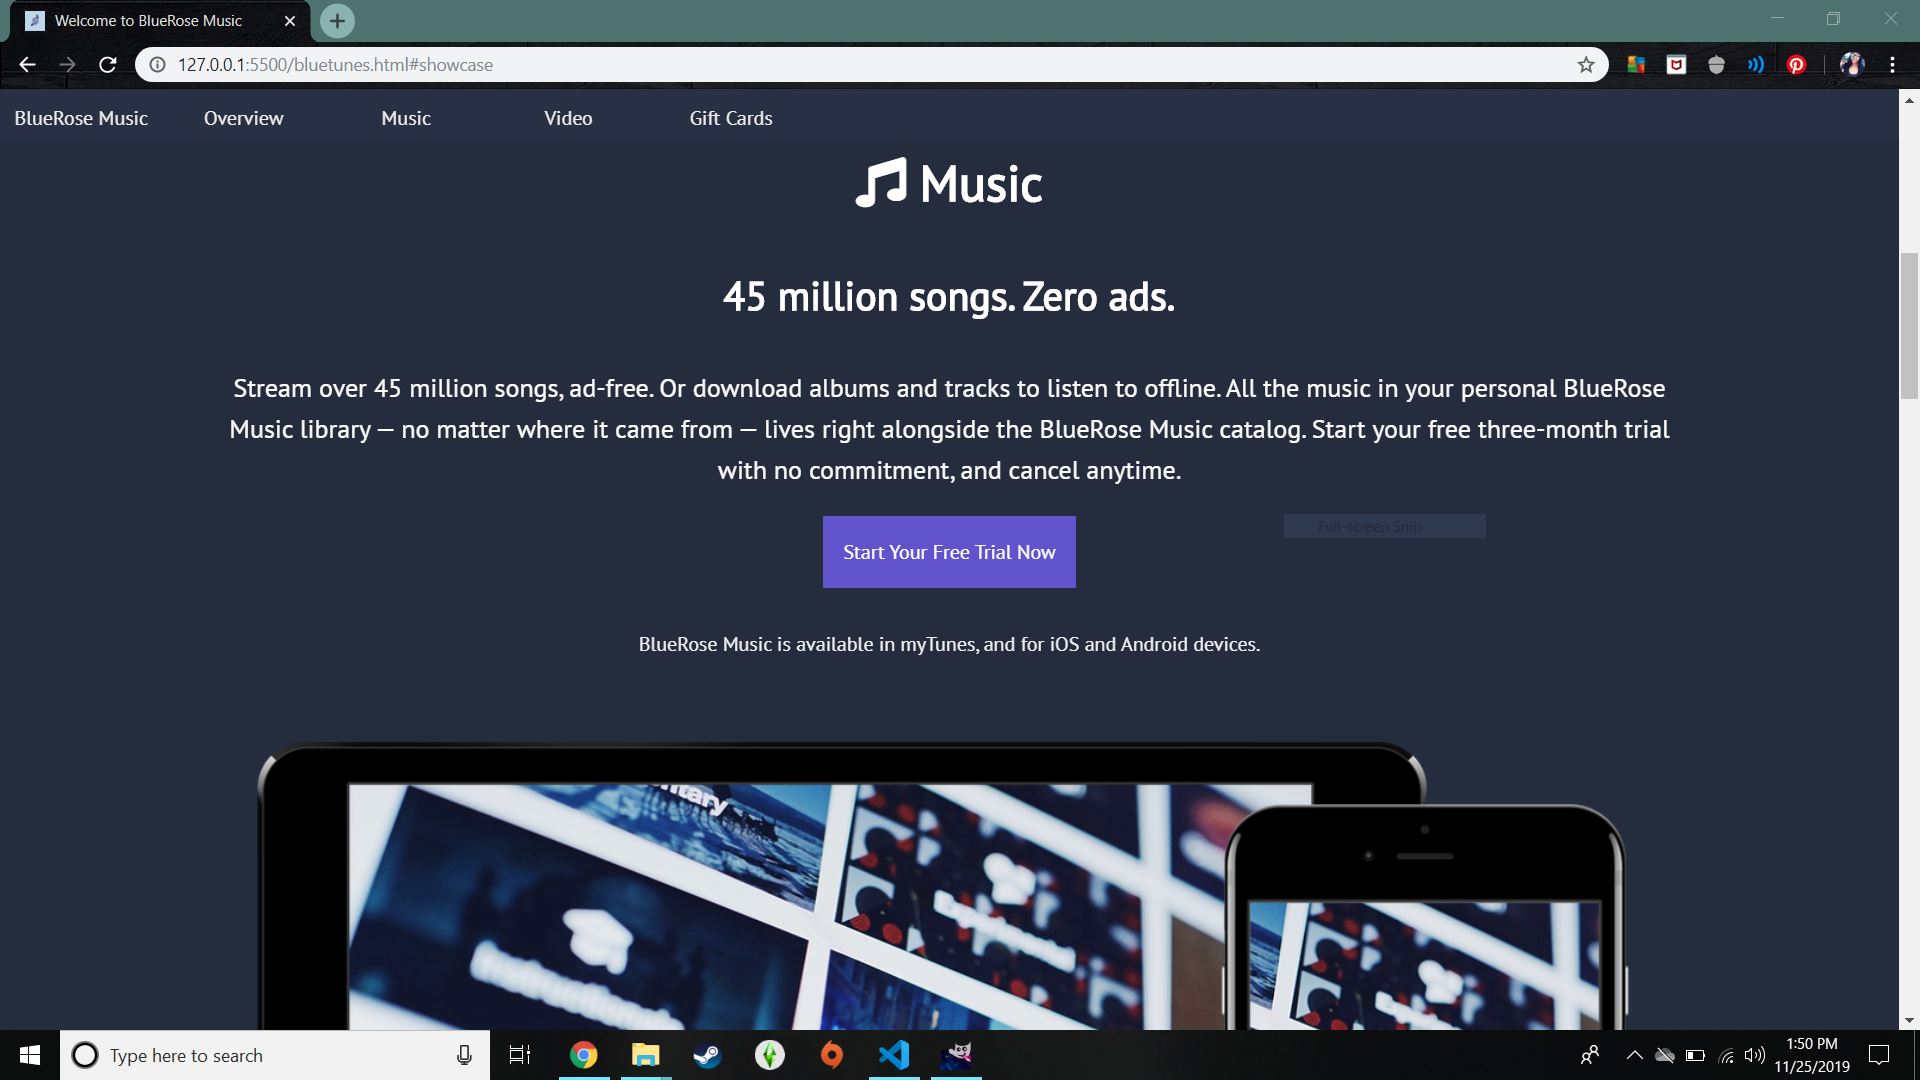 Welcome to BlueRose Music
127.0.0.1:5500/bluetunes.html#showcase
BlueRose Music Overview Music Video Gift Cards
Music
45 million songs. Zero ads.
Stream over 45 million songs, ad-free. Or download albums and tracks to listen to offline. All the music in your personal BlueRose
Music library — no matter where it came from — lives right alongside the BlueRose Music catalog. Start your free three-month trial
with no commitment, and cancel anytime.
Full-screen Snip
Start Your Free Trial Now
BlueRose Music is available in myTunes, and for iOS and Android devices.
Type here to search
1:50 PM
11/25/2019